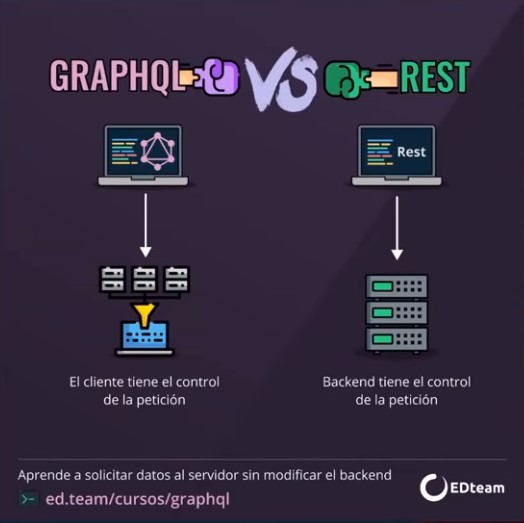 GRAPHQL VS REST
Rest
El cliente tiene el control
de la petición
Backend tiene el control
de la petición
Aprende a solicitar datos al servidor sin modificar el backend
ed.team/cursos/graphql
EDteam